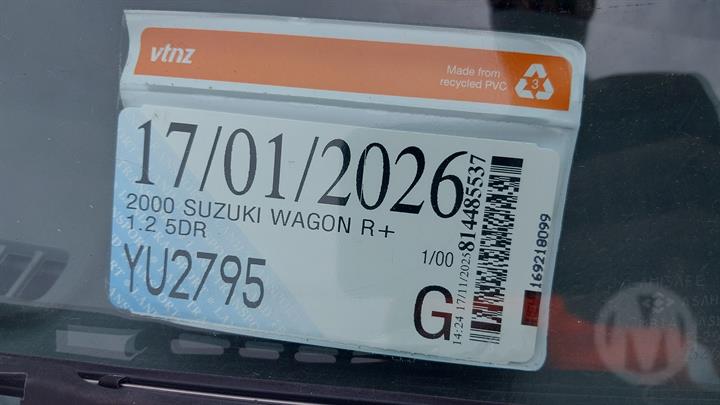 vtnz
Made from
recycled PVC
3
17/01/2026
2000 SUZUKI WAGON R+
1.2 5DR
1/00
YU2795
G
14:24 17/11/2025
814485537
169218099
M